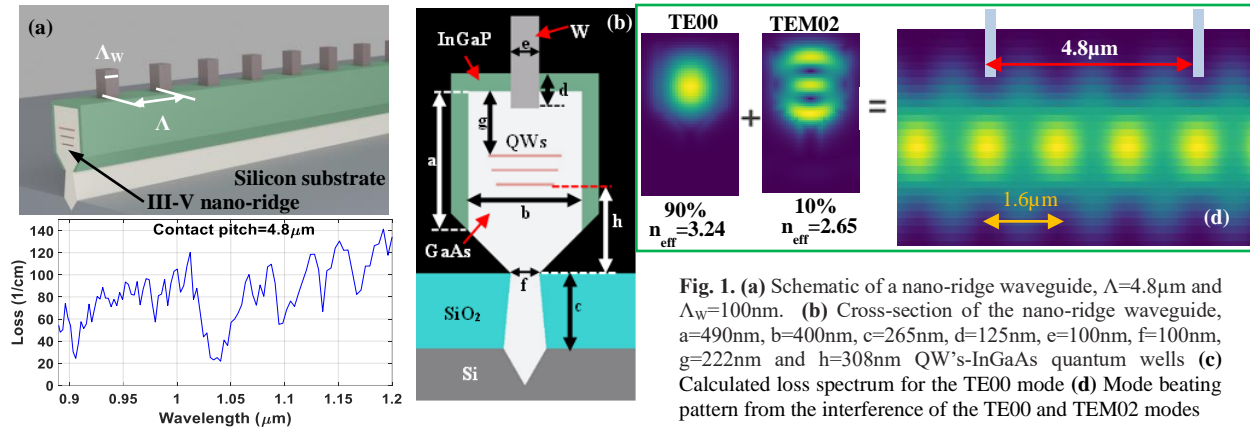 (a)
Λw
Λ
Silicon substrate
III-V nano-ridge
Contact pitch=4.8μm
Loss (1/cm)
140
120
100
80
60
40
20
0
0.9 0.95 1 1.05 1.1 1.15 1.2
Wavelength (μm)
(b)
W
InGaP
e
d
g
QWs
a
b
h
GaAs
f
SiO2
c
Si
TE00
TEM02
4.8μm
+
=
1.6μm
90%
10%
neff=3.24
neff=2.65
(d)
Fig. 1. (a) Schematic of a nano-ridge waveguide, Λ=4.8μm and
ΛW=100nm. (b) Cross-section of the nano-ridge waveguide,
a=490nm, b=400nm, c=265nm, d=125nm, e=100nm, f=100nm,
g=222nm and h=308nm QW's-InGaAs quantum wells (c)
Calculated loss spectrum for the TE00 mode (d) Mode beating
pattern from the interference of the TE00 and TEM02 modes